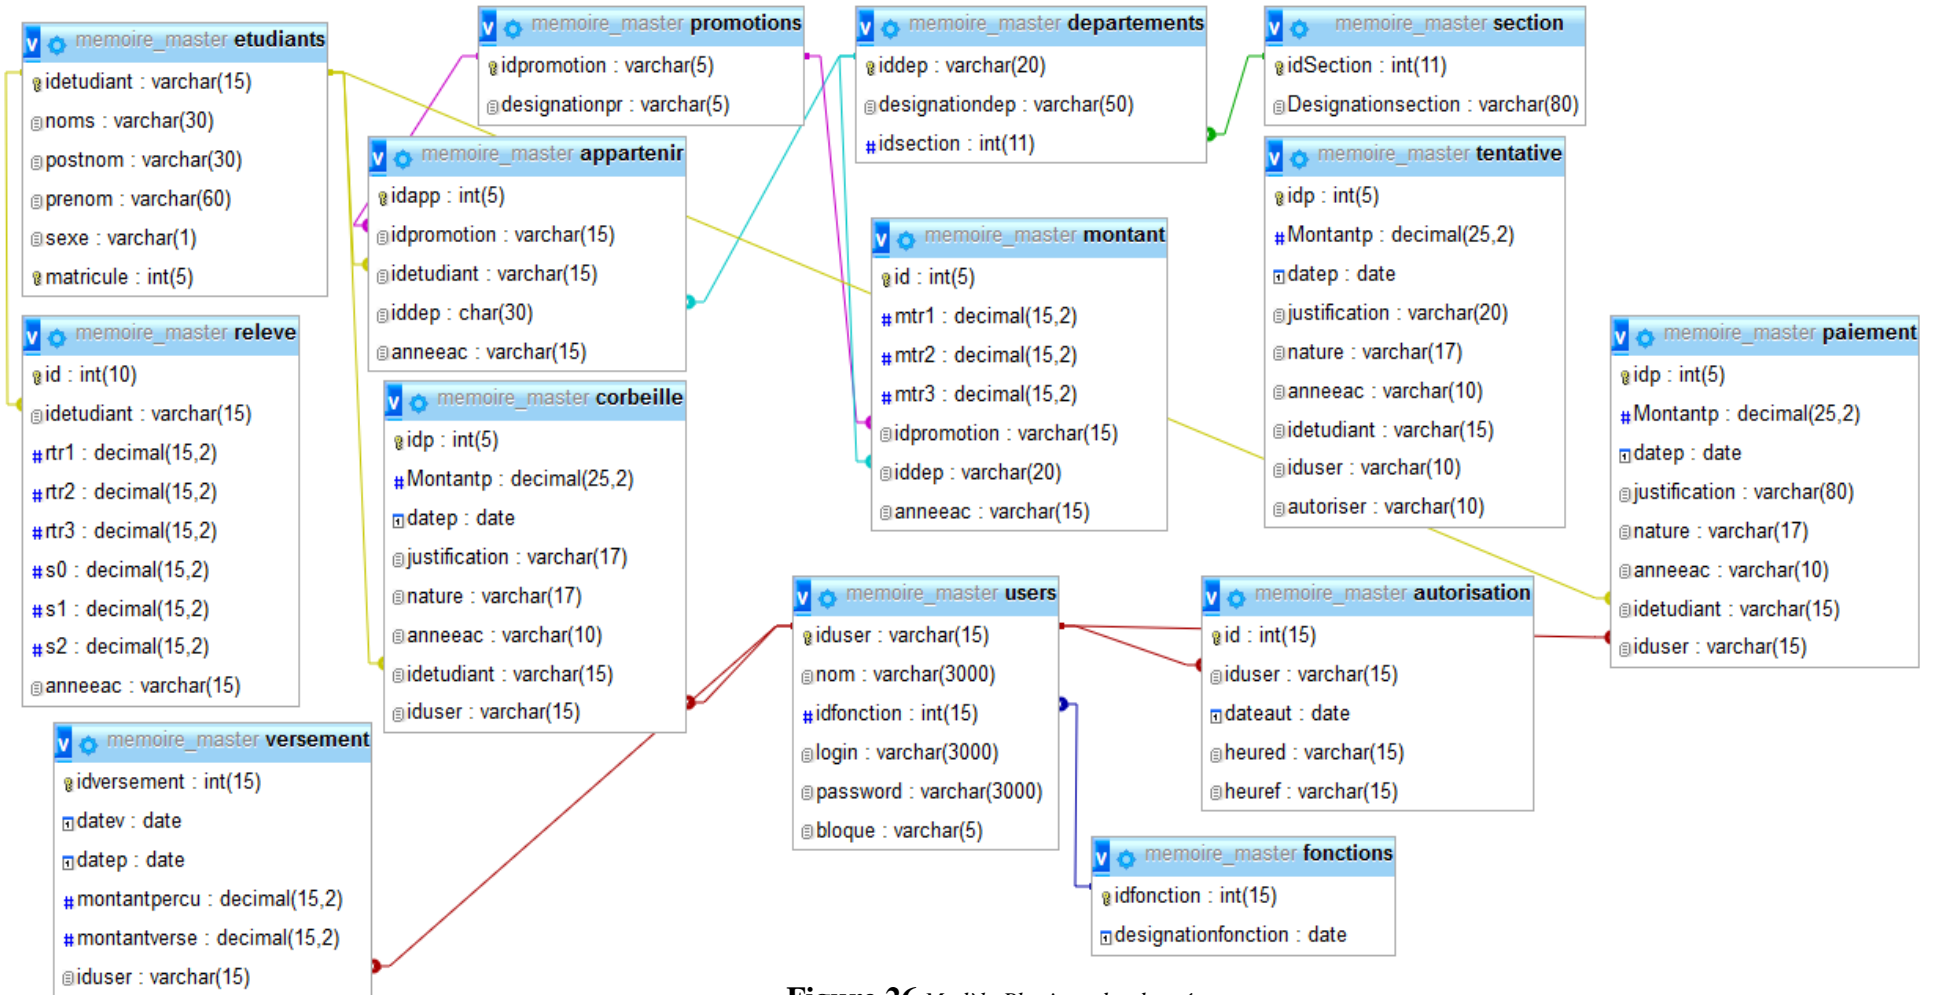 memoire_master etudiants
idetudiant : varchar(15)
noms : varchar(30)
postnom : varchar(30)
prenom : varchar(60)
sexe : varchar(1)
matricule : int(5)
memoire_master promotions
idpromotion : varchar(5)
designationpr : varchar(5)
memoire_master departements
iddep : varchar(20)
designationdep : varchar(50)
#idsection : int(11)
memoire_master section
idSection : int(11)
Designationsection : varchar(80)
memoire_master appartenir
idapp : int(5)
idpromotion : varchar(15)
idetudiant : varchar(15)
iddep : char(30)
anneeac : varchar(15)
memoire_master montant
id : int(5)
# mtr1 : decimal(15,2)
# mtr2 : decimal(15,2)
# mtr3 : decimal(15,2)
idpromotion : varchar(15)
iddep : varchar(20)
anneeac : varchar(15)
memoire_master tentative
idp : int(5)
#Montantp : decimal(25,2)
datep : date
justification : varchar(20)
nature : varchar(17)
anneeac : varchar(10)
idetudiant : varchar(15)
iduser : varchar(10)
autoriser : varchar(10)
memoire_master releve
id : int(10)
idetudiant : varchar(15)
#rtr1 : decimal(15,2)
#rtr2 : decimal(15,2)
#rtr3 : decimal(15,2)
#s0 : decimal(15,2)
#s1 : decimal(15,2)
#s2 : decimal(15,2)
anneeac : varchar(15)
memoire_master corbeille
idp : int(5)
#Montantp : decimal(25,2)
datep : date
justification : varchar(17)
nature : varchar(17)
anneeac : varchar(10)
idetudiant : varchar(15)
iduser : varchar(15)
memoire_master paiement
idp : int(5)
#Montantp : decimal(25,2)
datep : date
justification : varchar(80)
nature : varchar(17)
anneeac : varchar(10)
idetudiant : varchar(15)
iduser : varchar(15)
memoire_master users
iduser : varchar(15)
nom : varchar(3000)
#idfonction : int(15)
login : varchar(3000)
password : varchar(3000)
bloque : varchar(5)
memoire_master autorisation
id : int(15)
iduser : varchar(15)
dateaut : date
heured : varchar(15)
heuref : varchar(15)
memoire_master versement
idversement : int(15)
datev : date
datep : date
#montantpercu : decimal(15,2)
#montantverse : decimal(15,2)
iduser : varchar(15)
memoire_master fonctions
idfonction : int(15)
designationfonction : date
Figure 26